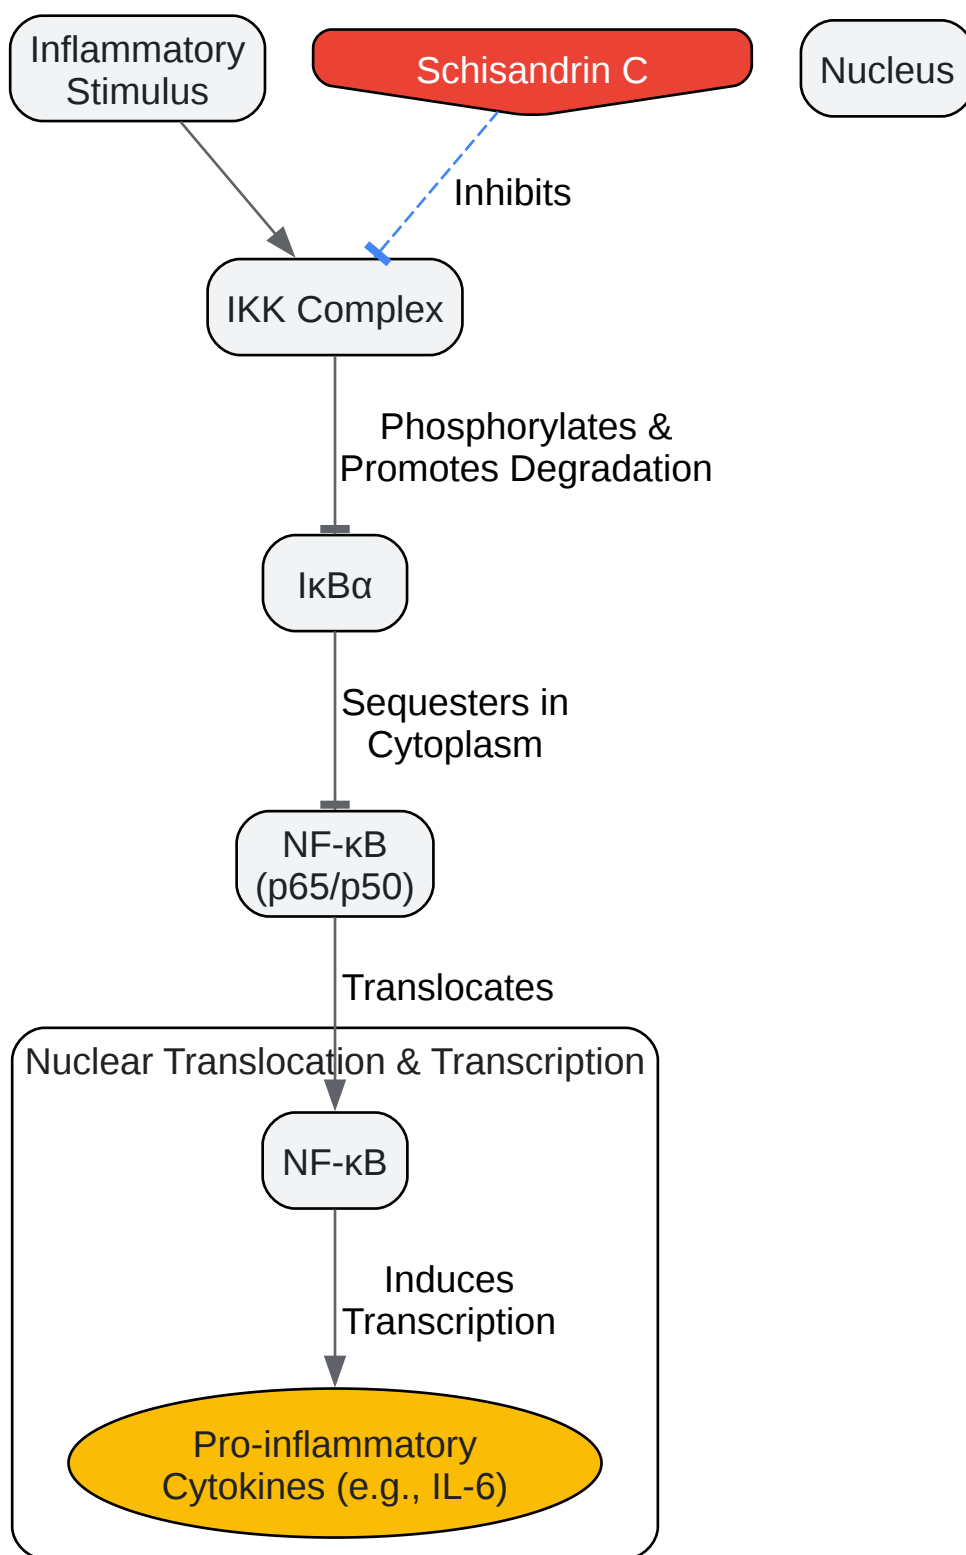 Inflammatory
Stimulus
Schisandrin C
Nucleus
Inhibits
IKK Complex
Phosphorylates &
Promotes Degradation
IκBα
Sequesters in
Cytoplasm
NF-κB
(p65/p50)
Translocates
Nuclear Translocation & Transcription
NF-κB
Induces
Transcription
Pro-inflammatory
Cytokines (e.g., IL-6)